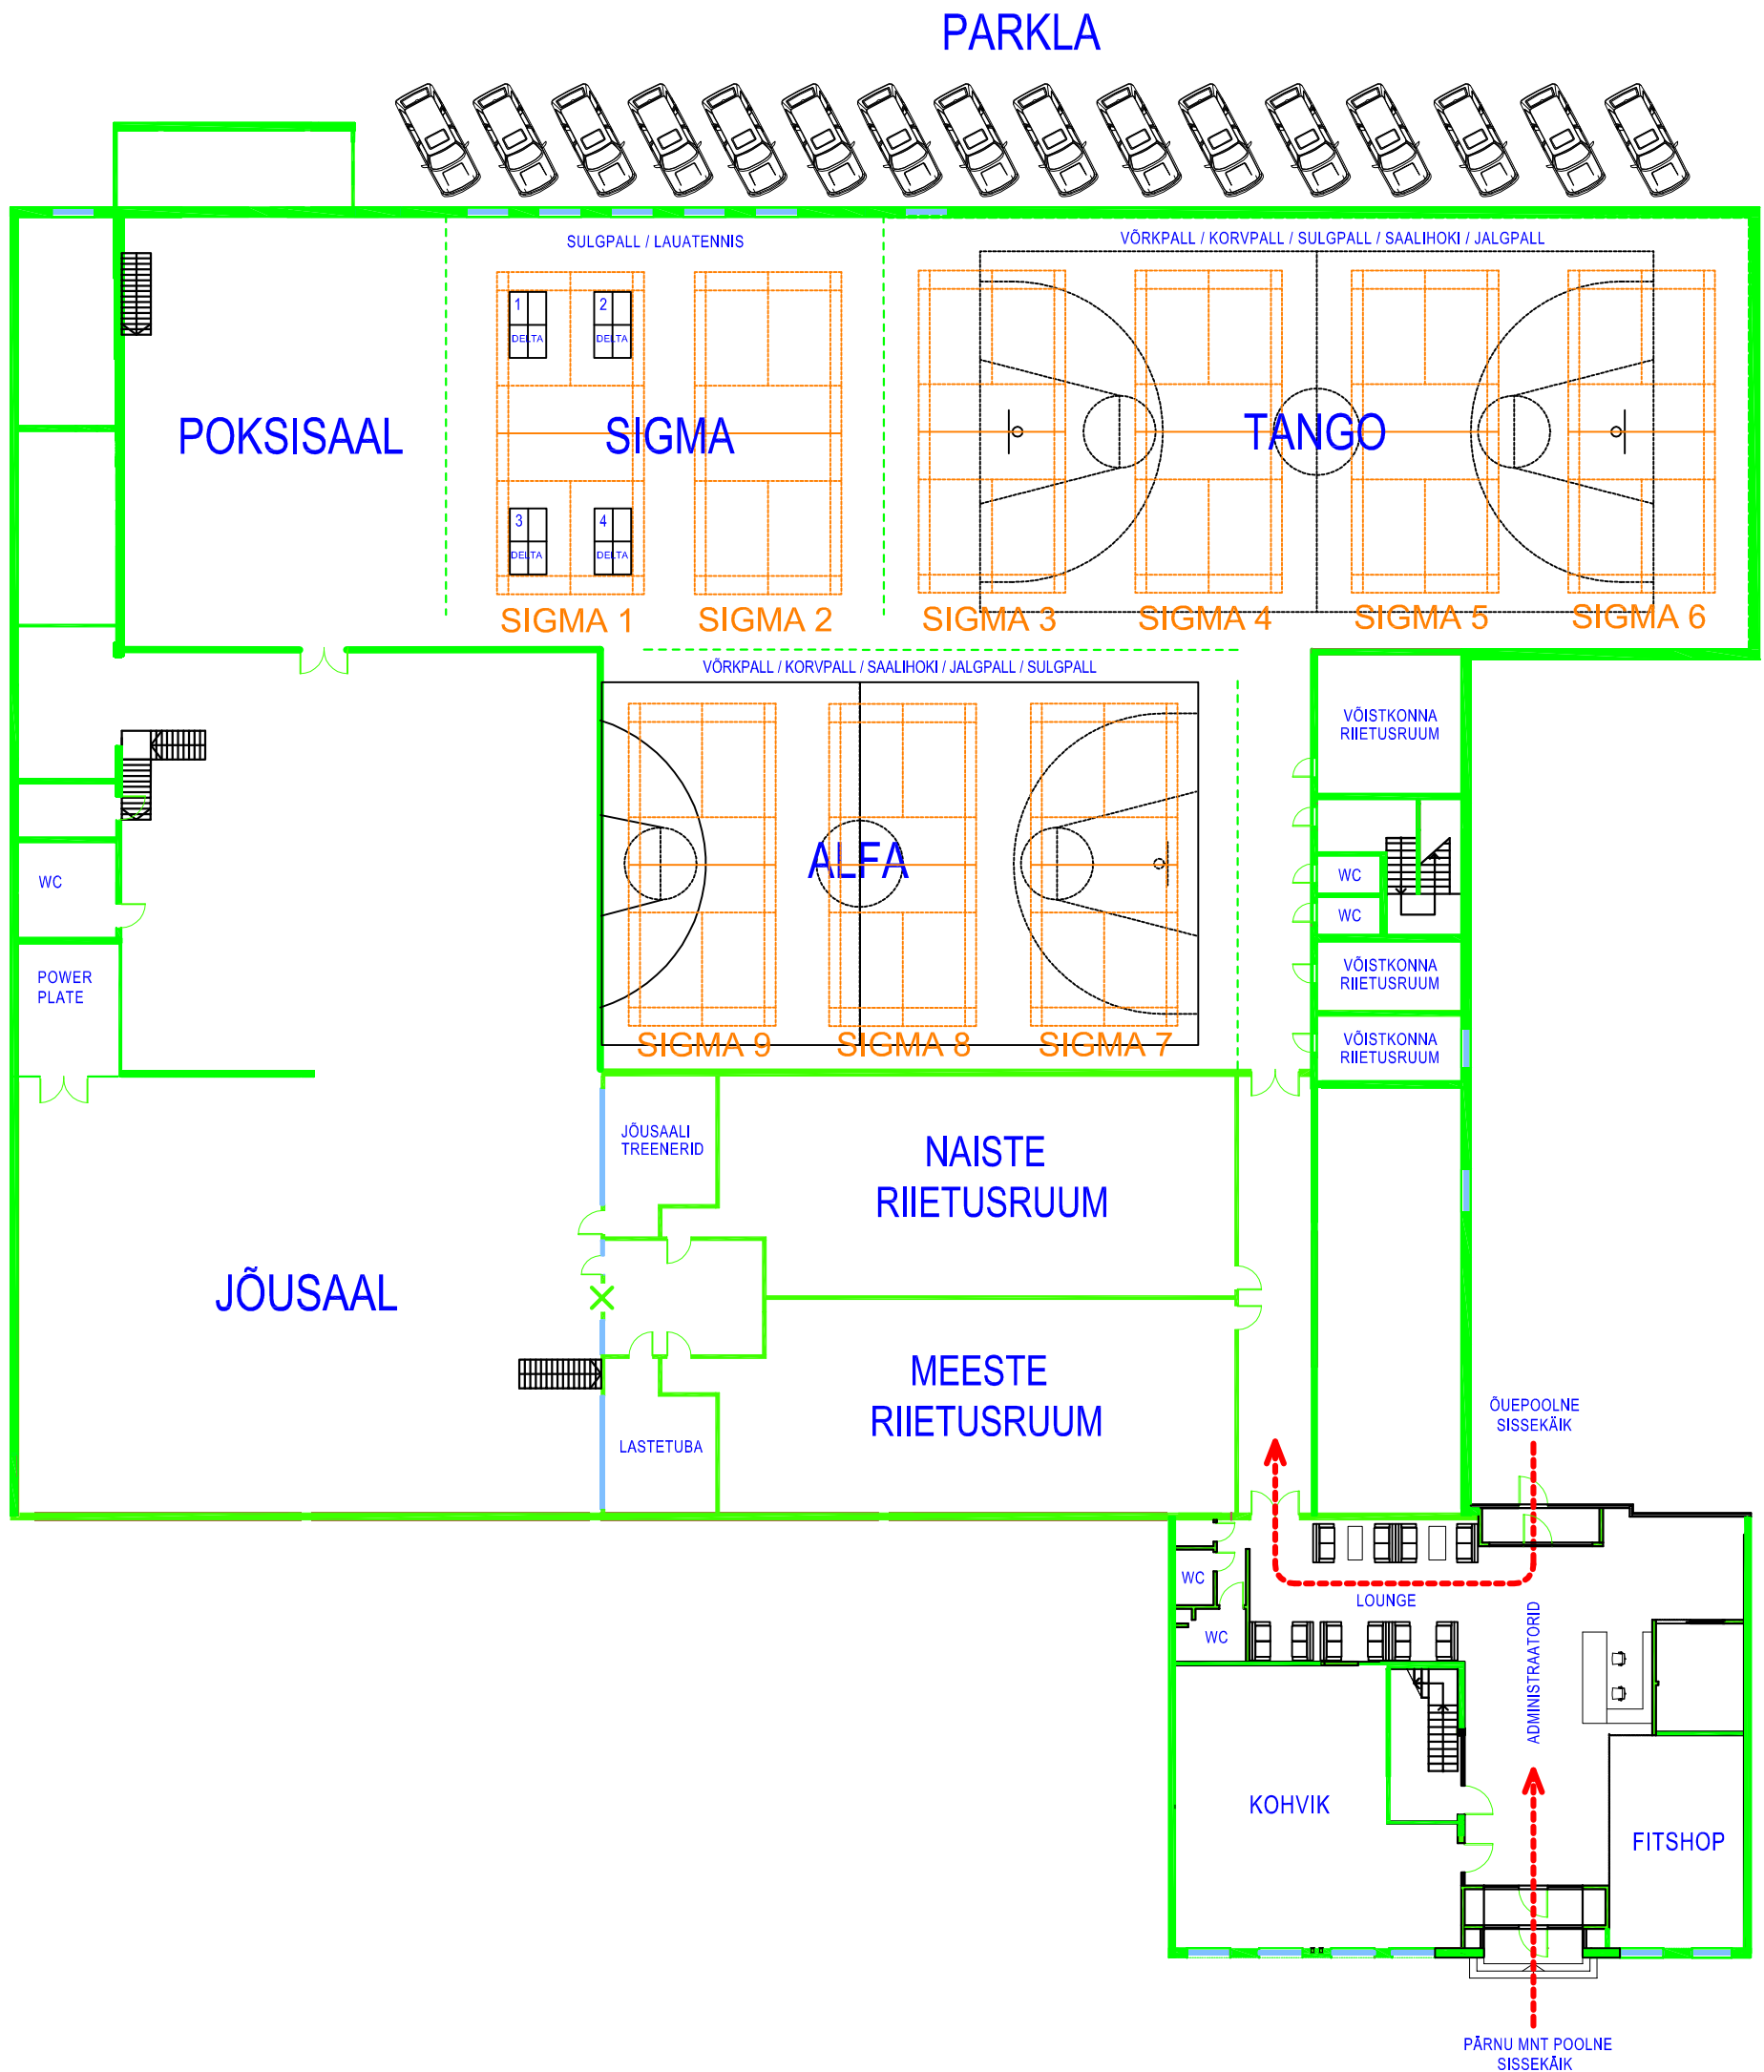 PARKLA
SULGPALL / LAUATENNIS
VÕRKPALL / KORVPALL / SULGPALL / SAALIHOKI / JALGPALL
1
DELTA
2
DELTA
POKSISAAL
SIGMA
TANGO
3
DELTA
4
DELTA
SIGMA 1
SIGMA 2
SIGMA 3
SIGMA 4
SIGMA 5
SIGMA 6
VÕRKPALL / KORVPALL / SAALIHOKI / JALGPALL / SULGPALL
VÕISTKONNA
RIIETUSRUUM
ALFA
WC
WC
WC
POWER
PLATE
VÕISTKONNA
RIIETUSRUUM
SIGMA 9
SIGMA 8
SIGMA 7
VÕISTKONNA
RIIETUSRUUM
JÕUSAALI
TREENERID
NAISTE
RIIETUSRUUM
JÕUSAAL
MEESTE
RIIETUSRUUM
LASTETUBA
ÕUEPOOLNE
SISSEKÄIK
WC
LOUNGE
WC
ADMINISTRAATORID
KOHVIK
FITSHOP
PÄRNU MNT POOLNE
SISSEKÄIK